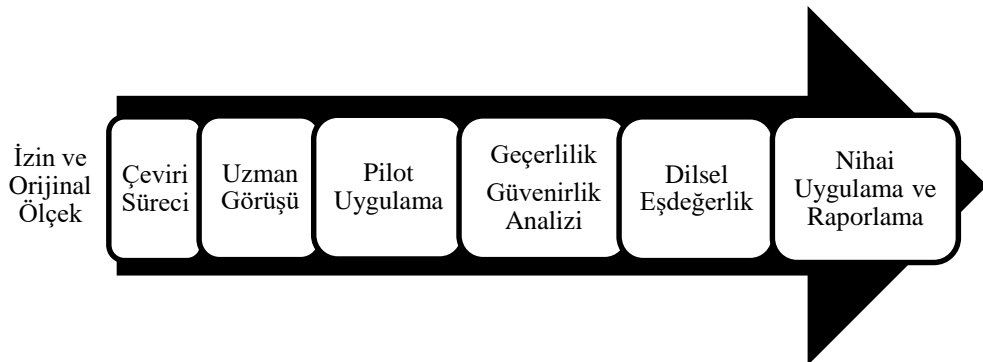 İzin ve
Orijinal
Ölçek
Çeviri
Süreci
Uzman
Görüşü
Pilot
Uygulama
Geçerlilik
Güvenirlik
Analizi
Dilsel
Eşdeğerlik
Nihai
Uygulama ve
Raporlama